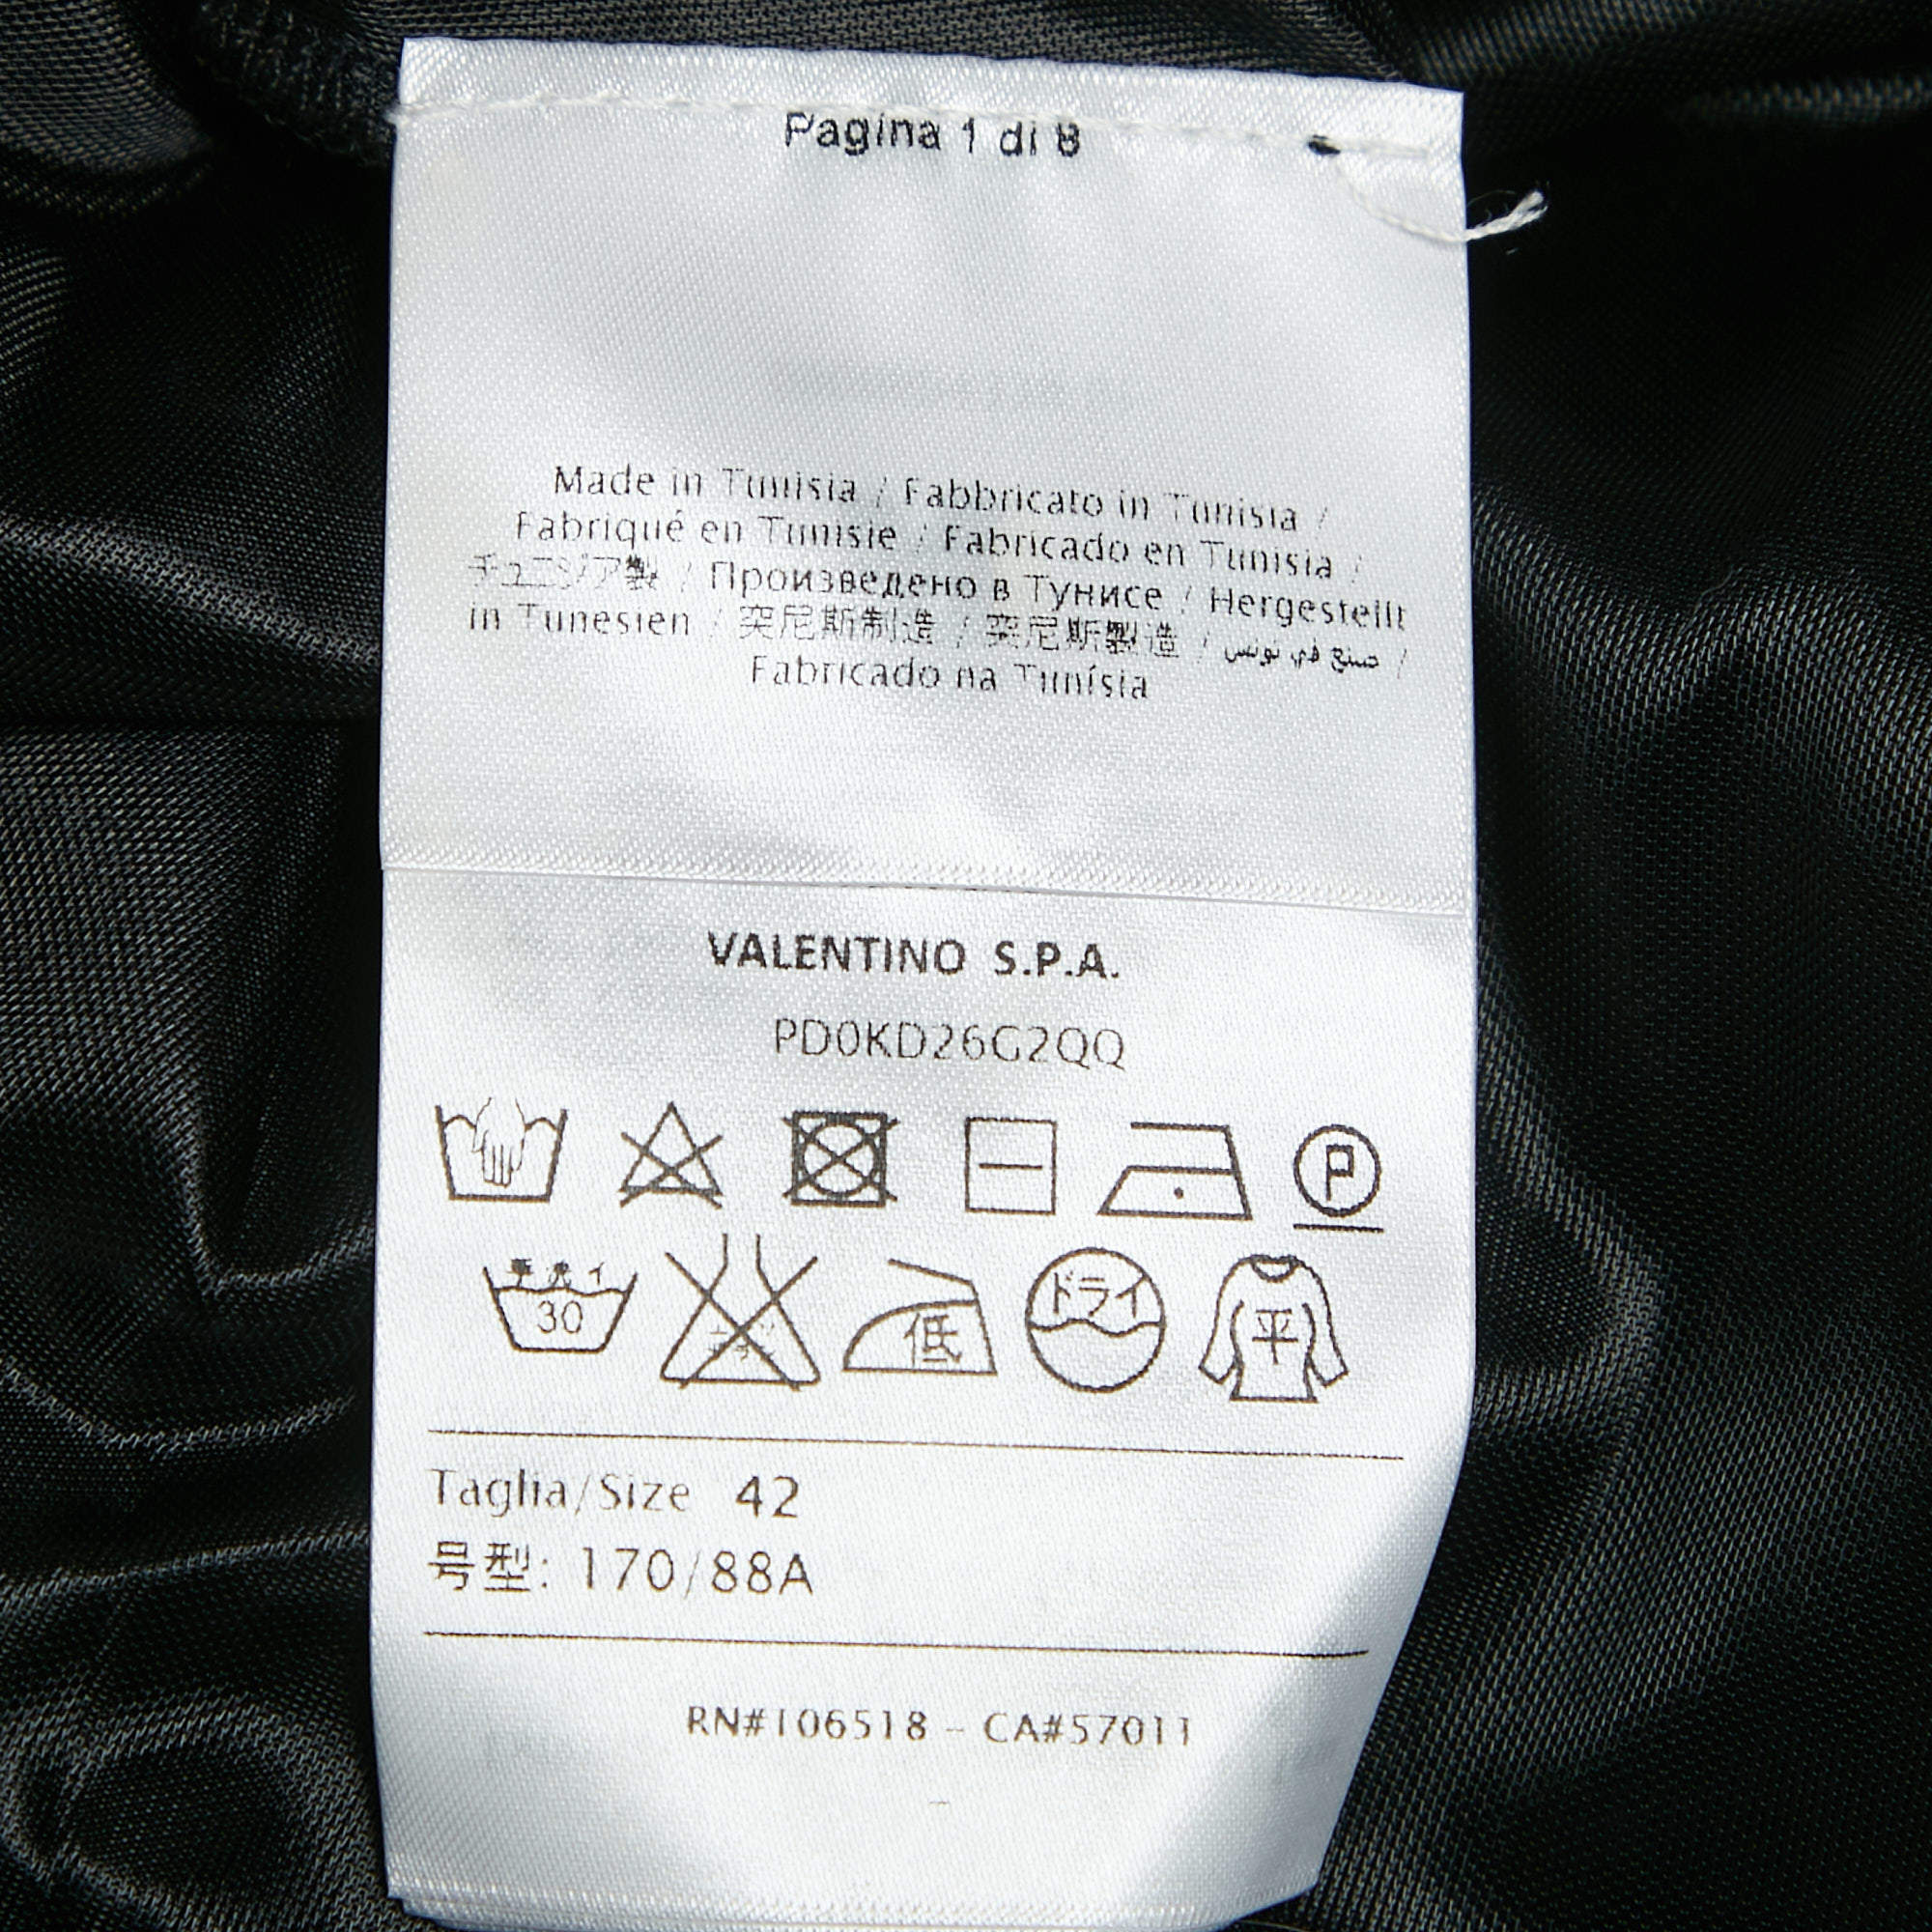 Pagina 1 di 8
Made in Tunisia / Fabbricato in Tunisia /
Fabriqué en Tunisie / Fabricado en Tunisia /
チュニジア製 / Произведено в Тунисе / Hergestellt
in Tunesien / 突尼斯制造 / 突尼斯製造 / صنع في تونس /
Fabricado na Tunísia
VALENTINO S.P.A.
PD0KD26G2QQ
P
手洗イ
30
低
ドライ
平
Taglia/Size 42
号型: 170/88A
RN#106518 - CA#57011